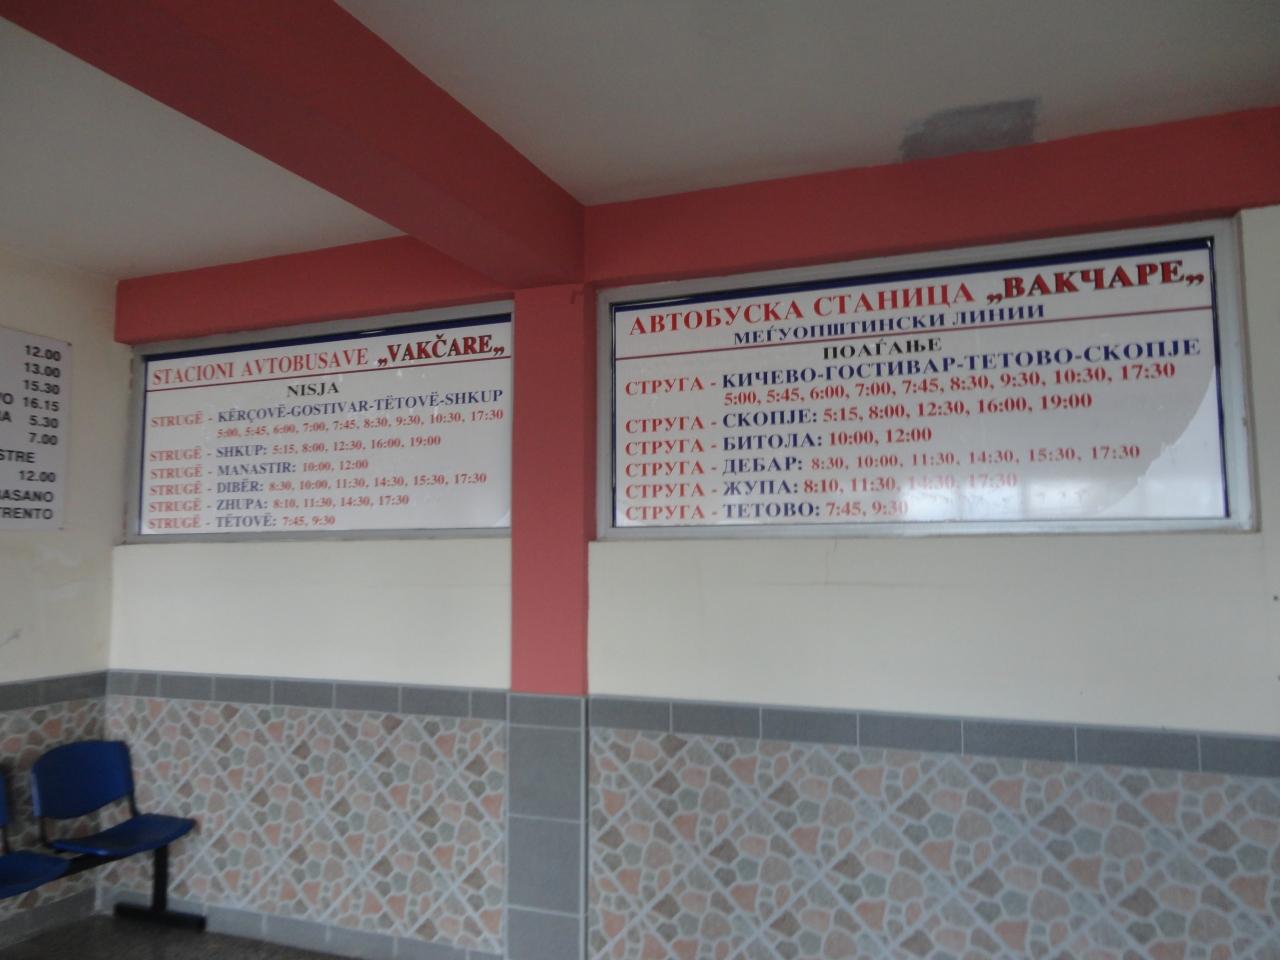 12.00
13.00
15.30
16.15
5.30
7.00
12.00
STACIONI AVTOBUSAVE „VAKČARE„
NISJA
STRUGË - KËRÇOVË-GOSTIVAR-TËTOVË-SHKUP
5:00, 5:45, 6:00, 7:00, 7:45, 8:30, 9:30, 10:30, 17:30
STRUGË - SHKUP: 5:15, 8:00, 12:30, 16:00, 19:00
STRUGË - MANASTIR: 10:00, 12:00
STRUGË - DIBËR: 8:30, 10:00, 11:30, 14:30, 15:30, 17:30
STRUGË - ZHUPA: 8:10, 11:30, 14:30, 17:30
STRUGË - TËTOVË: 7:45, 9:30
АВТОБУСКА СТАНИЦА „ВАКЧАРЕ„
МЕЃУОПШТИНСКИ ЛИНИИ
ПОАЃАЊЕ
СТРУГА - КИЧЕВО-ГОСТИВАР-ТЕТОВО-СКОПЈЕ
5:00, 5:45, 6:00, 7:00, 7:45, 8:30, 9:30, 10:30, 17:30
СТРУГА - СКОПЈЕ: 5:15, 8:00, 12:30, 16:00, 19:00
СТРУГА - БИТОЛА: 10:00, 12:00
СТРУГА - ДЕБАР: 8:30, 10:00, 11:30, 14:30, 15:30, 17:30
СТРУГА - ЖУПА: 8:10, 11:30, 14:30, 17:30
СТРУГА - ТЕТОВО: 7:45, 9:30